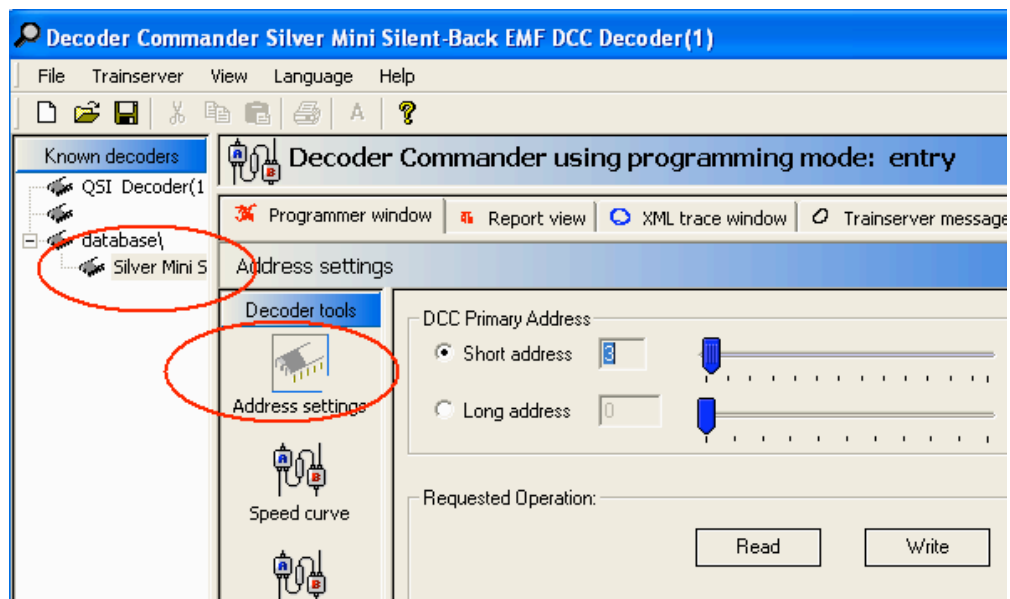 Decoder Commander Silver Mini Silent-Back EMF DCC Decoder(1)
File Trainserver View Language Help
A
Known decoders
QSI Decoder(1
database\
Silver Mini S
Decoder Commander using programming mode: entry
Programmer window Report view XML trace window Trainserver message
Address settings
Decoder tools
Address settings
Speed curve
DCC Primary Address
Short address 3
Long address 0
Requested Operation:
Read Write